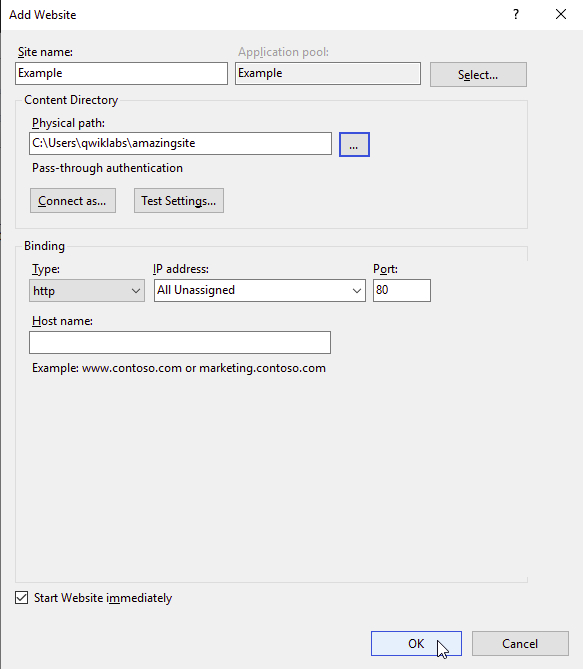 Add Website
?
Site name:
Application pool:
Example
Example
Select...
Content Directory
Physical path:
C:\Users\qwiklabs\amazingsite
...
Pass-through authentication
Connect as...
Test Settings...
Binding
Type:
IP address:
Port:
http
All Unassigned
80
Host name:
Example: www.contoso.com or marketing.contoso.com
Start Website immediately
OK
Cancel